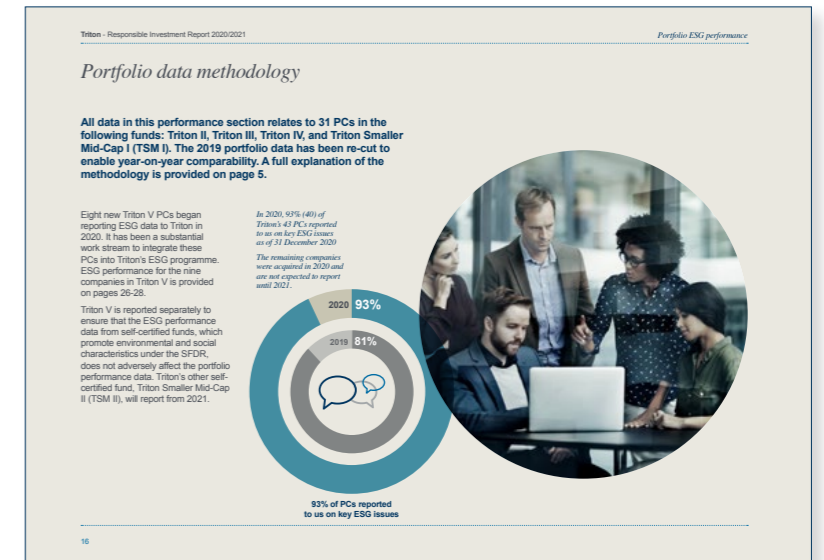 Triton - Responsible Investment Report 2020/2021
Portfolio ESG performance
Portfolio data methodology
All data in this performance section relates to 31 PCs in the
following funds: Triton II, Triton III, Triton IV, and Triton Smaller
Mid-Cap I (TSM I). The 2019 portfolio data has been re-cut to
enable year-on-year comparability. A full explanation of the
methodology is provided on page 5.
Eight new Triton V PCs began
reporting ESG data to Triton in
2020. It has been a substantial
work stream to integrate these
PCs into Triton's ESG programme.
ESG performance for the nine
companies in Triton V is provided
on pages 26-28.
Triton V is reported separately to
ensure that the ESG performance
data from self-certified funds, which
promote environmental and social
characteristics under the SFDR,
does not adversely affect the portfolio
performance data. Triton's other self-
certified fund, Triton Smaller Mid-Cap
II (TSM II), will report from 2021.
In 2020, 93% (40) of
Triton's 43 PCs reported
to us on key ESG issues
as of 31 December 2020
The remaining companies
were acquired in 2020 and
are not expected to report
until 2021.
2020 93%
2019 81%
93% of PCs reported
to us on key ESG issues
16